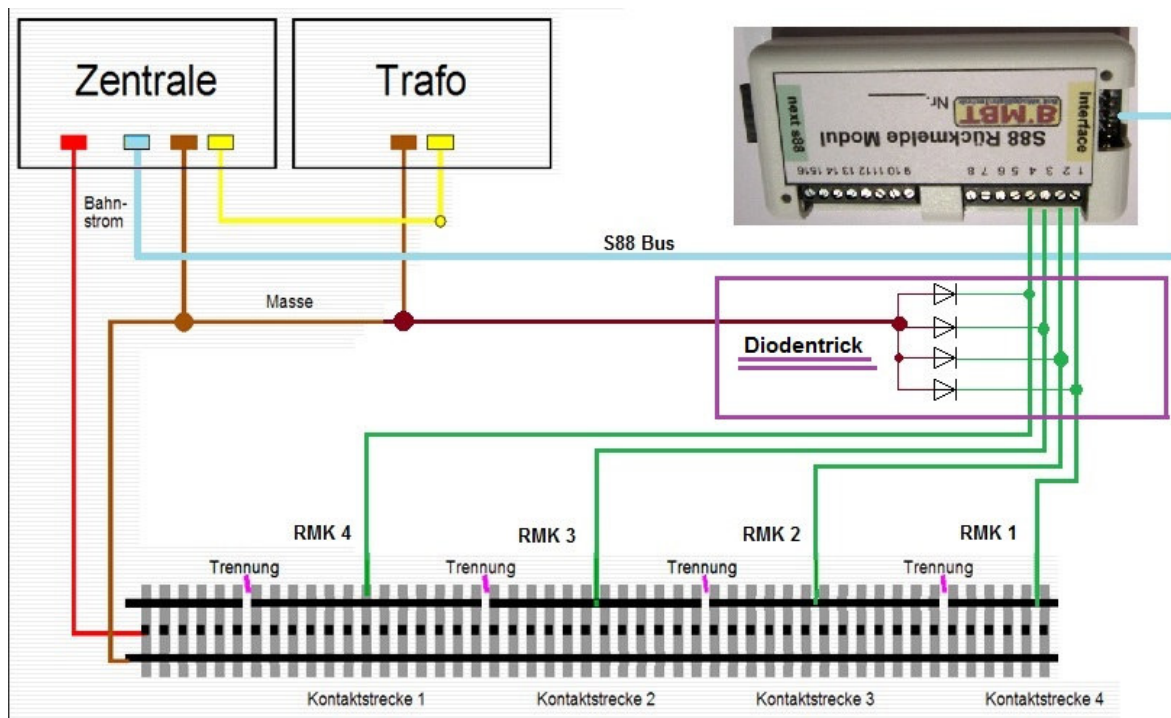 Zentrale
Trafo
Bahn-
strom
S88 Bus
Masse
Interface
next s88
B'MBT
Nr.
S88 Rückmelde Modul
1 2 3 4 5 6 7 8
9 10 11 12 13 14 15 16
Diodentrick
RMK 4
RMK 3
RMK 2
RMK 1
Trennung
Trennung
Trennung
Trennung
Kontaktstrecke 1
Kontaktstrecke 2
Kontaktstrecke 3
Kontaktstrecke 4